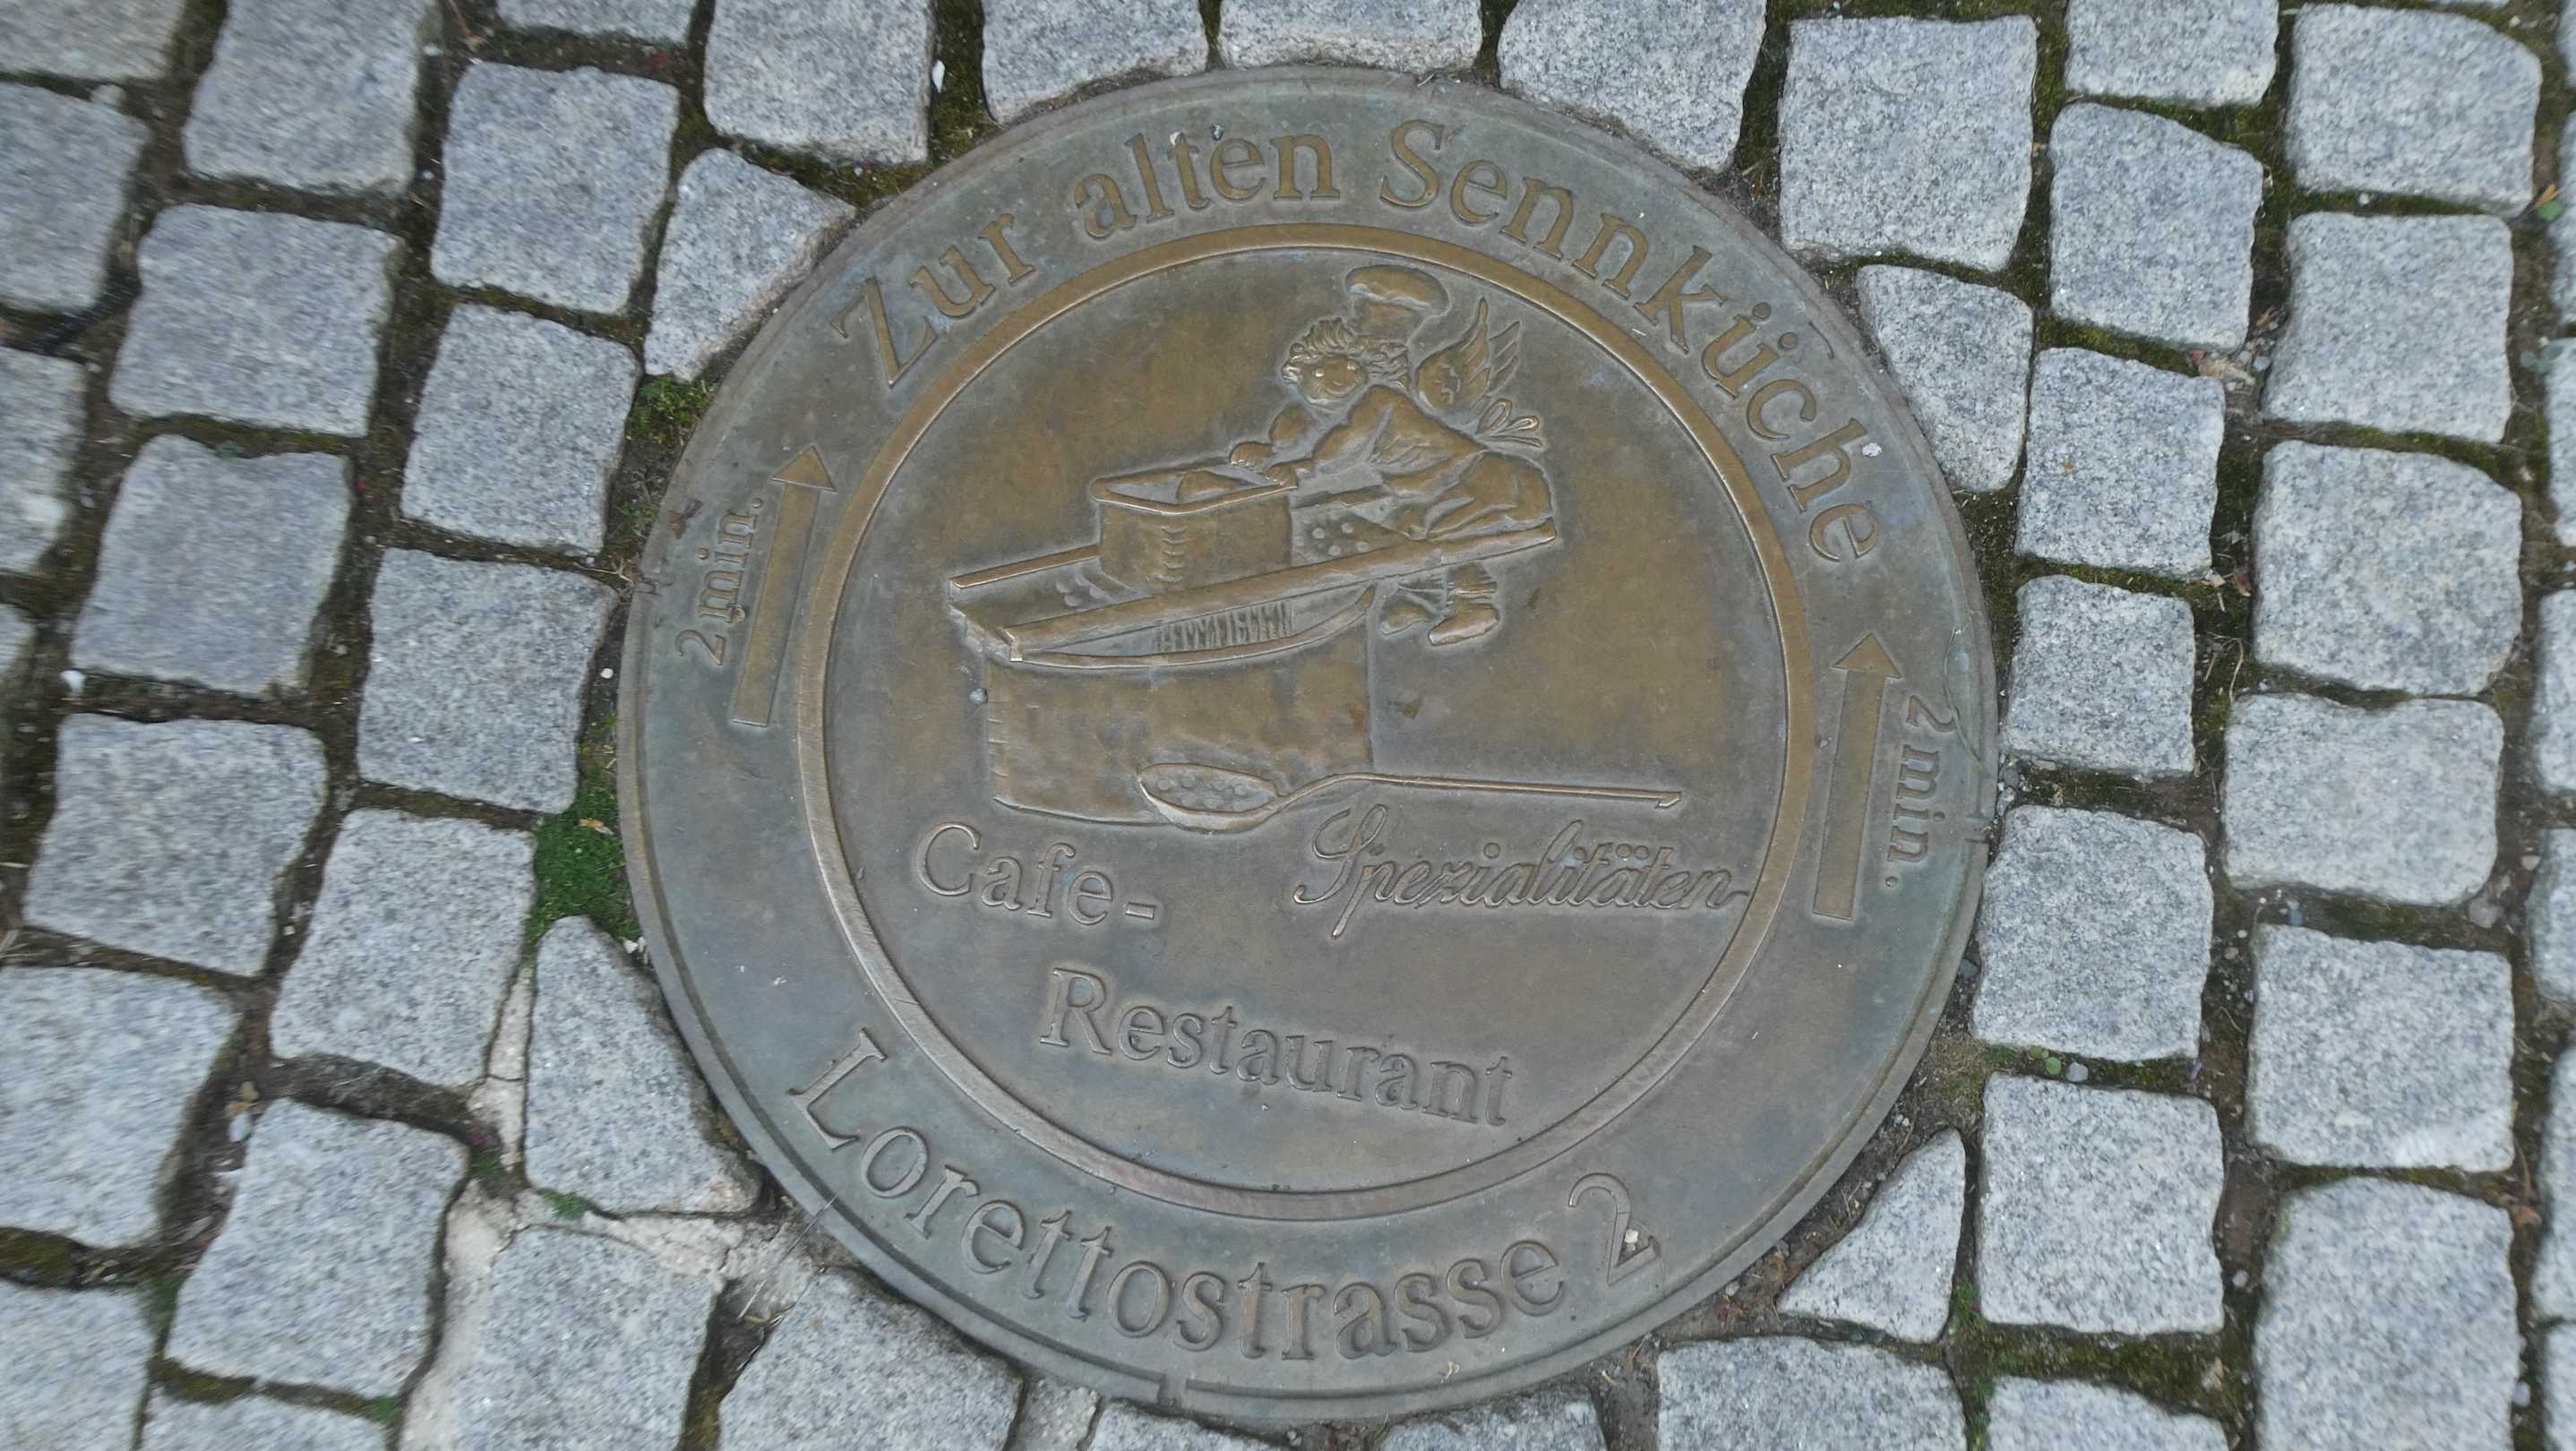 Zur alten Sennküche
2 min.
2 min.
Spezialitäten
Cafe-
Restaurant
Lorettostrasse 2